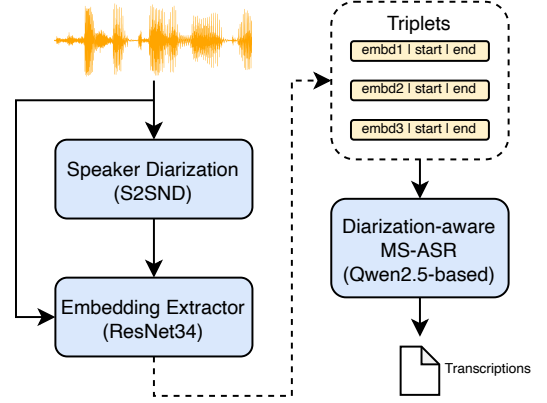 Speaker Diarization
(S2SND)
Embedding Extractor
(ResNet34)
Triplets
embd1 | start | end
embd2 | start | end
embd3 | start | end
Diarization-aware
MS-ASR
(Qwen2.5-based)
Transcriptions